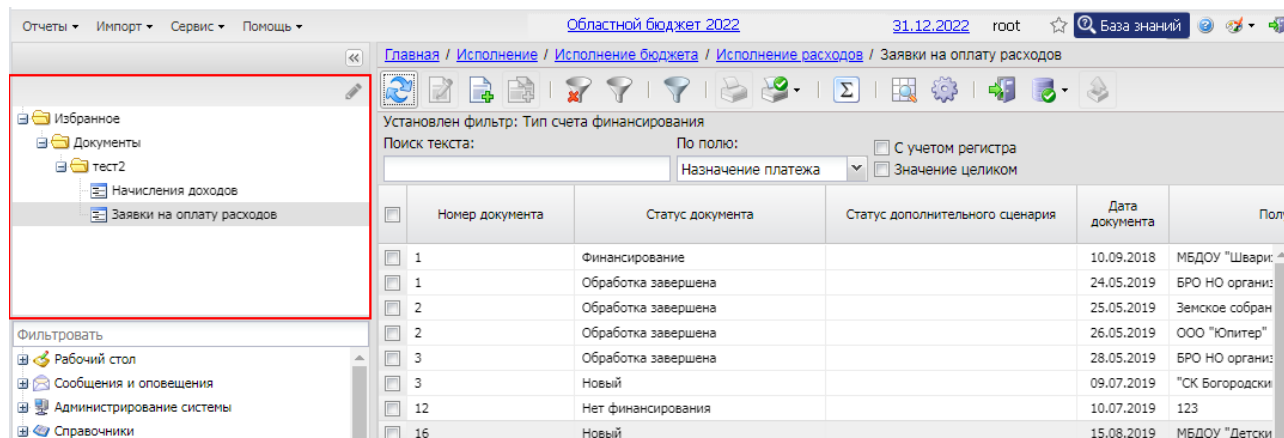 Отчеты Импорт Сервис Помощь Областной бюджет 2022 31.12.2022 root База знаний
Главная / Исполнение / Исполнение бюджета / Исполнение расходов / Заявки на оплату расходов
Избранное
Документы
тест2
Начисления доходов
Заявки на оплату расходов
Фильтровать
Рабочий стол
Сообщения и оповещения
Администрирование системы
Справочники
Установлен фильтр: Тип счета финансирования
Поиск текста: По полю: С учетом регистра
Назначение платежа Значение целиком
Номер документа Статус документа Статус дополнительного сценария Дата документа
1 Финансирование 10.09.2018 МБДОУ
1 Обработка завершена 24.05.2019 БРО НО
2 Обработка завершена 25.05.2019 Земское собран
2 Обработка завершена 26.05.2019 ООО "Юпитер"
3 Обработка завершена 28.05.2019 БРО НО
3 Новый 09.07.2019 "СК Богородски
12 Нет финансирования 10.07.2019 123
16 Новый 15.08.2019 МБДОУ "Детски